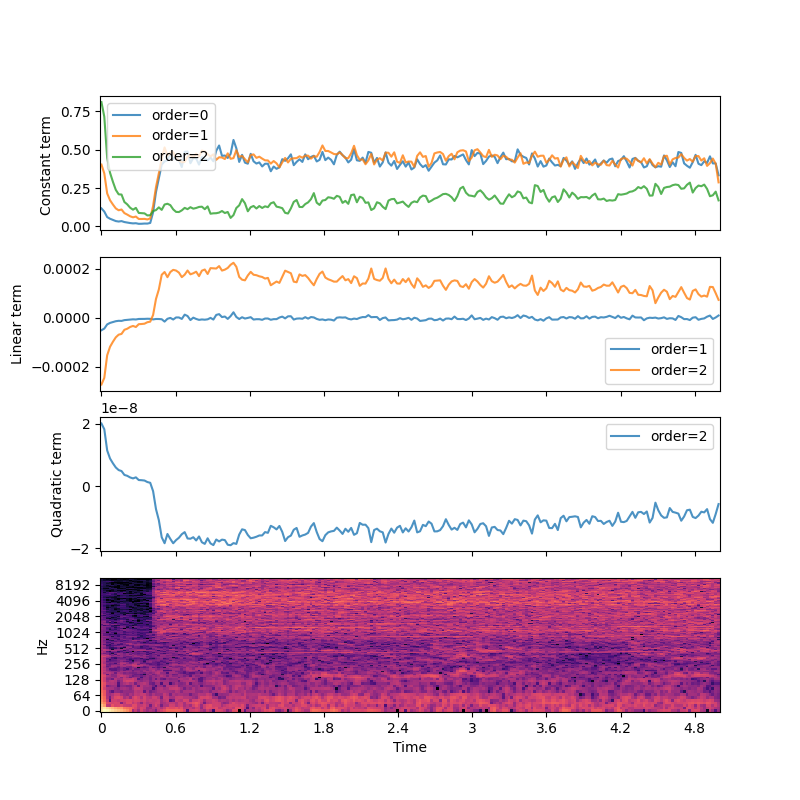 0.75
0.50
0.25
0.00
Constant term
order=0
order=1
order=2
0.0002
0.0000
−0.0002
Linear term
order=1
order=2
1e−8
2
0
−2
Quadratic term
order=2
8192
4096
2048
1024
512
256
128
64
0
Hz
0 0.6 1.2 1.8 2.4 3 3.6 4.2 4.8
Time